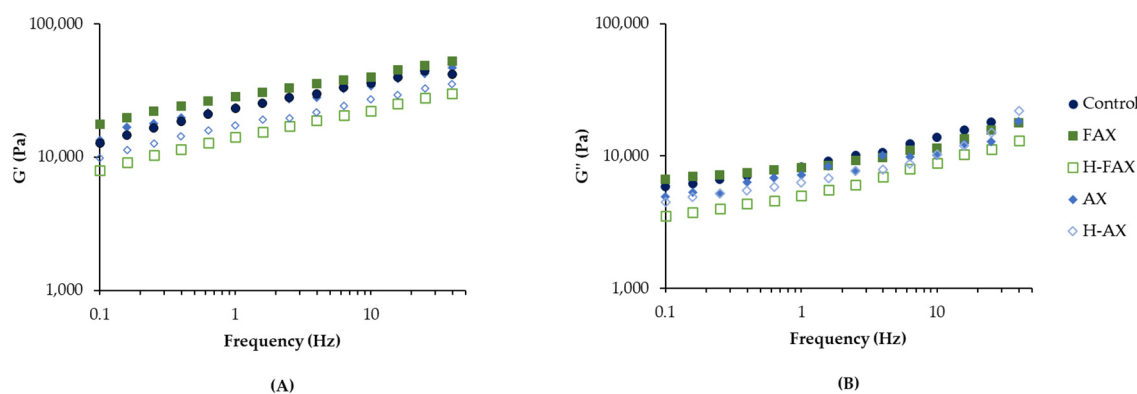 100,000
10,000
1,000
G' (Pa)
0.1 1 10
Frequency (Hz)
(A)
100,000
10,000
1,000
G'' (Pa)
0.1 1 10
Frequency (Hz)
(B)
Control
FAX
H-FAX
AX
H-AX